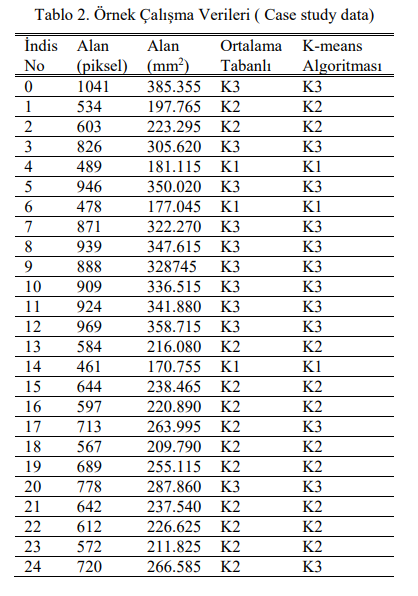 Tablo 2. Örnek Çalışma Verileri ( Case study data)
İndis Alan Alan Ortalama K-means
No (piksel) (mm²) Tabanlı Algoritması
0 1041 385.355 K3 K3
1 534 197.765 K2 K2
2 603 223.295 K2 K2
3 826 305.620 K3 K3
4 489 181.115 K1 K1
5 946 350.020 K3 K3
6 478 177.045 K1 K1
7 871 322.270 K3 K3
8 939 347.615 K3 K3
9 888 328745 K3 K3
10 909 336.515 K3 K3
11 924 341.880 K3 K3
12 969 358.715 K3 K3
13 584 216.080 K2 K2
14 461 170.755 K1 K1
15 644 238.465 K2 K2
16 597 220.890 K2 K2
17 713 263.995 K2 K3
18 567 209.790 K2 K2
19 689 255.115 K2 K2
20 778 287.860 K3 K3
21 642 237.540 K2 K2
22 612 226.625 K2 K2
23 572 211.825 K2 K2
24 720 266.585 K2 K3